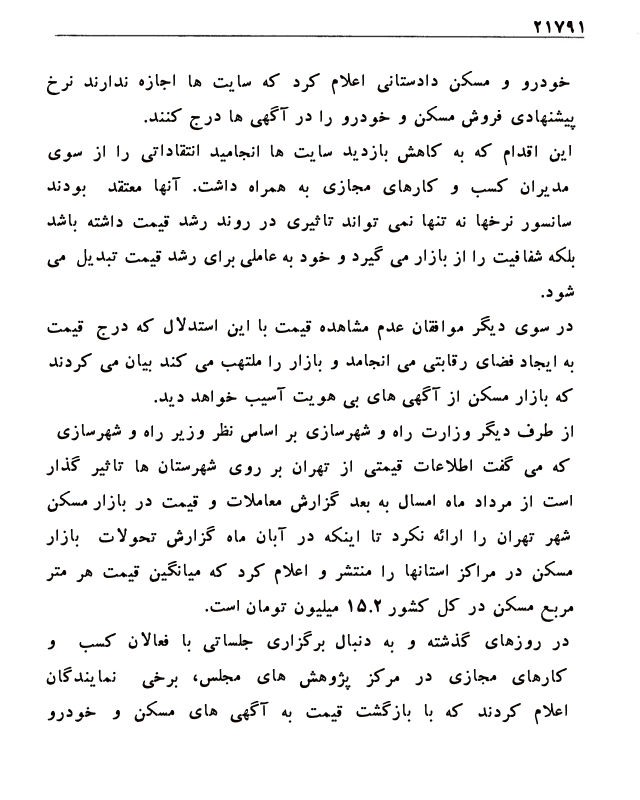 ۲۱۷۹۱
خودرو و مسکن دادستانی اعلام کرد که سایت ها اجازه ندارند نرخ
پیشنهادی فروش مسکن و خودرو را در آگهی ها درج کنند.
این اقدام که به کاهش بازدید سایت ها انجامید انتقاداتی را از سوی
مدیران کسب و کارهای مجازی به همراه داشت. آنها معتقد بودند
سانسور نرخها نه تنها نمی تواند تاثیری در روند رشد قیمت داشته باشد
بلکه شفافیت را از بازار می گیرد و خود به عاملی برای رشد قیمت تبدیل می
شود.
در سوی دیگر موافقان عدم مشاهده قیمت با این استدلال که درج قیمت
به ایجاد فضای رقابتی می انجامد و بازار را ملتهب می کند بیان می کردند
که بازار مسکن از آگهی های بی هویت آسیب خواهد دید.
از طرف دیگر وزارت راه و شهرسازی بر اساس نظر وزیر راه و شهرسازی
که می گفت اطلاعات قیمتی از تهران بر روی شهرستان ها تاثیر گذار
است از مرداد ماه امسال به بعد گزارش معاملات و قیمت در بازار مسکن
شهر تهران را ارائه نکرد تا اینکه در آبان ماه گزارش تحولات بازار
مسکن در مراکز استانها را منتشر و اعلام کرد که میانگین قیمت هر متر
مربع مسکن در کل کشور ۱۵.۲ میلیون تومان است.
در روزهای گذشته و به دنبال برگزاری جلساتی با فعالان کسب و
کارهای مجازی در مرکز پژوهش های مجلس، برخی نمایندگان
اعلام کردند که با بازگشت قیمت به آگهی های مسکن و خودرو